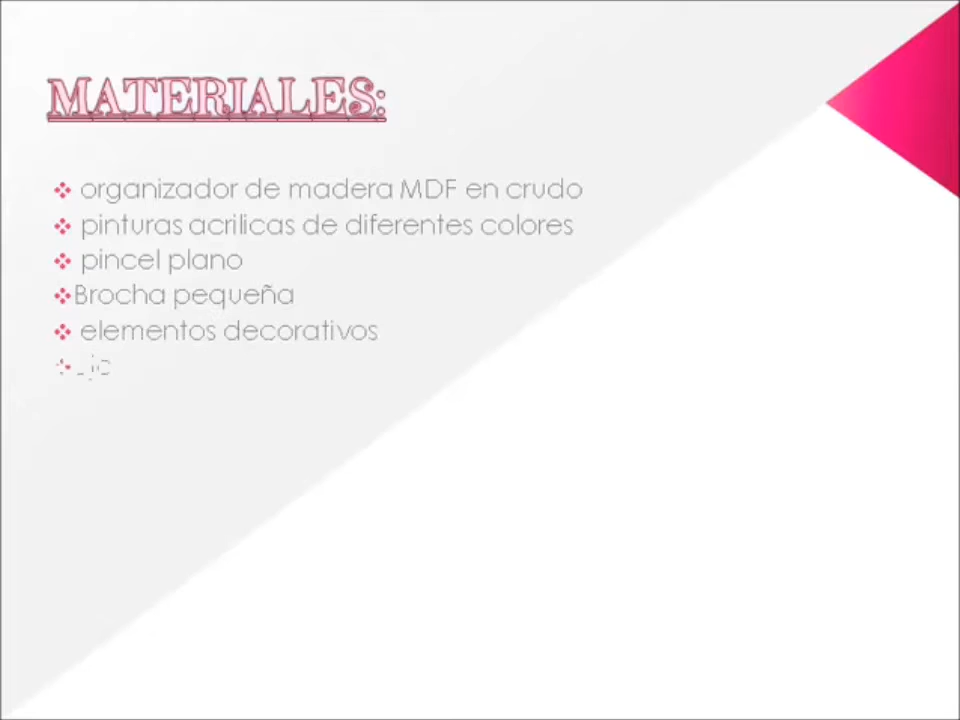 MATERIALES:
organizador de madera MDF en crudo
pinturas acrilicas de diferentes colores
pincel plano
Brocha pequeña
elementos decorativos